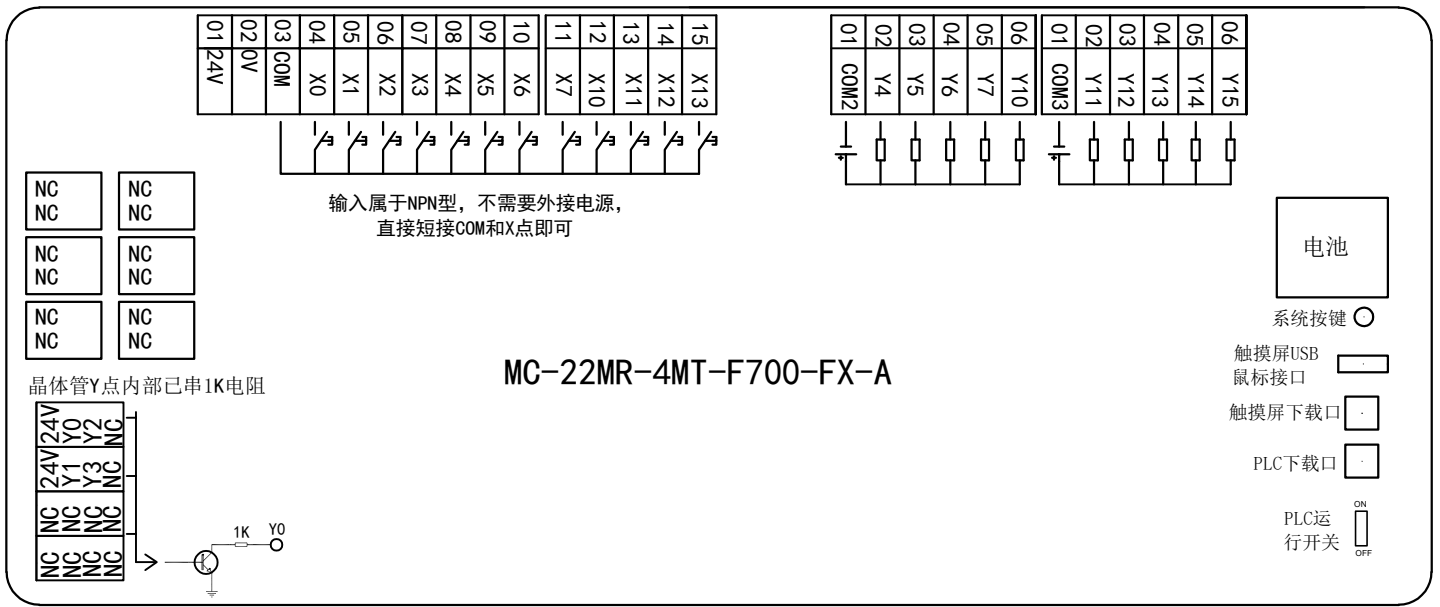 01 02 03 04 05 06 07 08 09 10 11 12 13 14 15
24V 0V COM X0 X1 X2 X3 X4 X5 X6 X7 X10 X11 X12 X13
01 02 03 04 05 06 01 02 03 04 05 06
COM2 Y4 Y5 Y6 Y7 Y10 COM3 Y11 Y12 Y13 Y14 Y15
输入属于NPN型，不需要外接电源，
直接短接COM和X点即可
NC NC
NC NC
NC NC
NC NC
NC NC
NC NC
电池
系统按键
触摸屏USB
鼠标接口
触摸屏下载口
PLC下载口
PLC运
行开关
ON
OFF
MC-22MR-4MT-F700-FX-A
晶体管Y点内部已串1K电阻
24V Y0 Y2 NC
24V Y1 Y3 NC
NC NC NC NC
NC NC NC NC
1K Y0